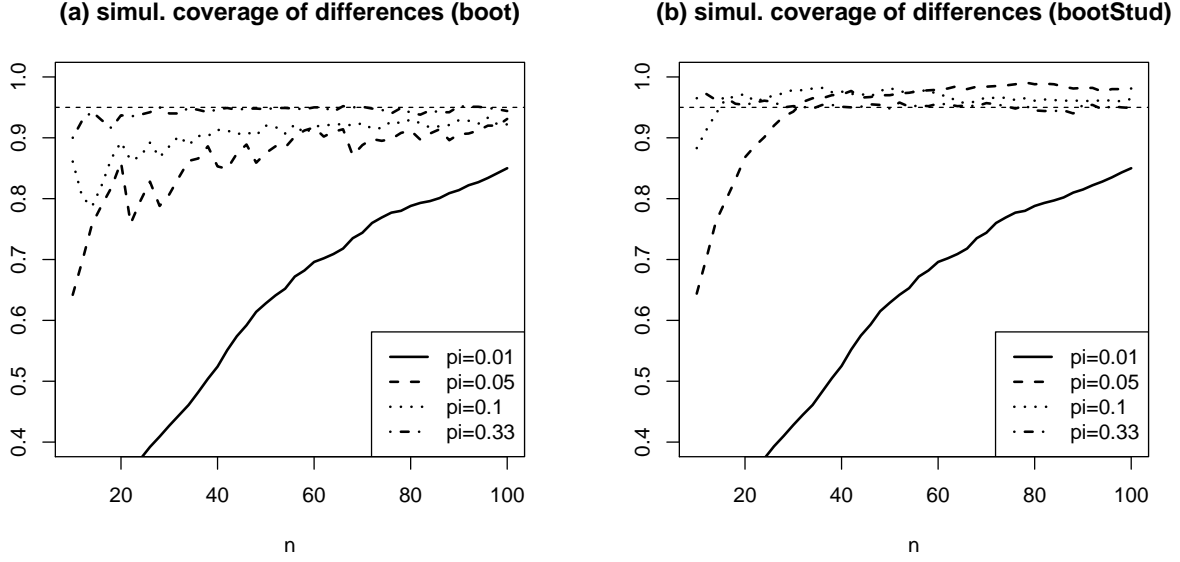 (a) simul. coverage of differences (boot)
1.0
0.9
0.8
0.7
0.6
0.5
0.4
pi=0.01
pi=0.05
pi=0.1
pi=0.33
20 40 60 80 100
n
(b) simul. coverage of differences (bootStud)
1.0
0.9
0.8
0.7
0.6
0.5
0.4
pi=0.01
pi=0.05
pi=0.1
pi=0.33
20 40 60 80 100
n